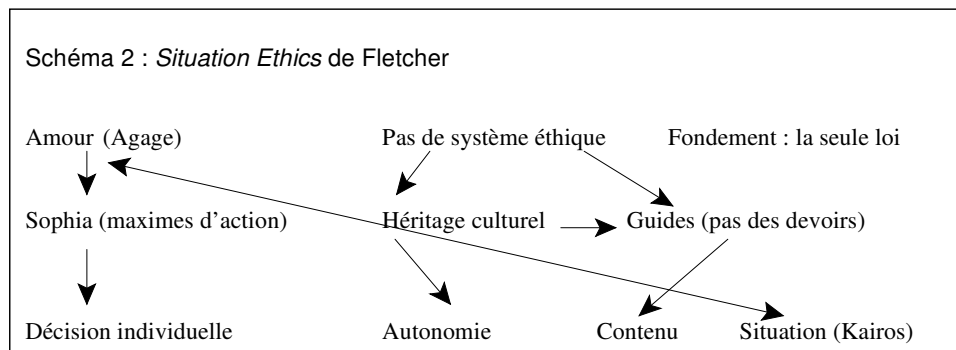 Schéma 2 : Situation Ethics de Fletcher
Amour (Agage) Pas de système éthique Fondement : la seule loi
Sophia (maximes d'action) Héritage culturel Guides (pas des devoirs)
Décision individuelle Autonomie Contenu Situation (Kairos)